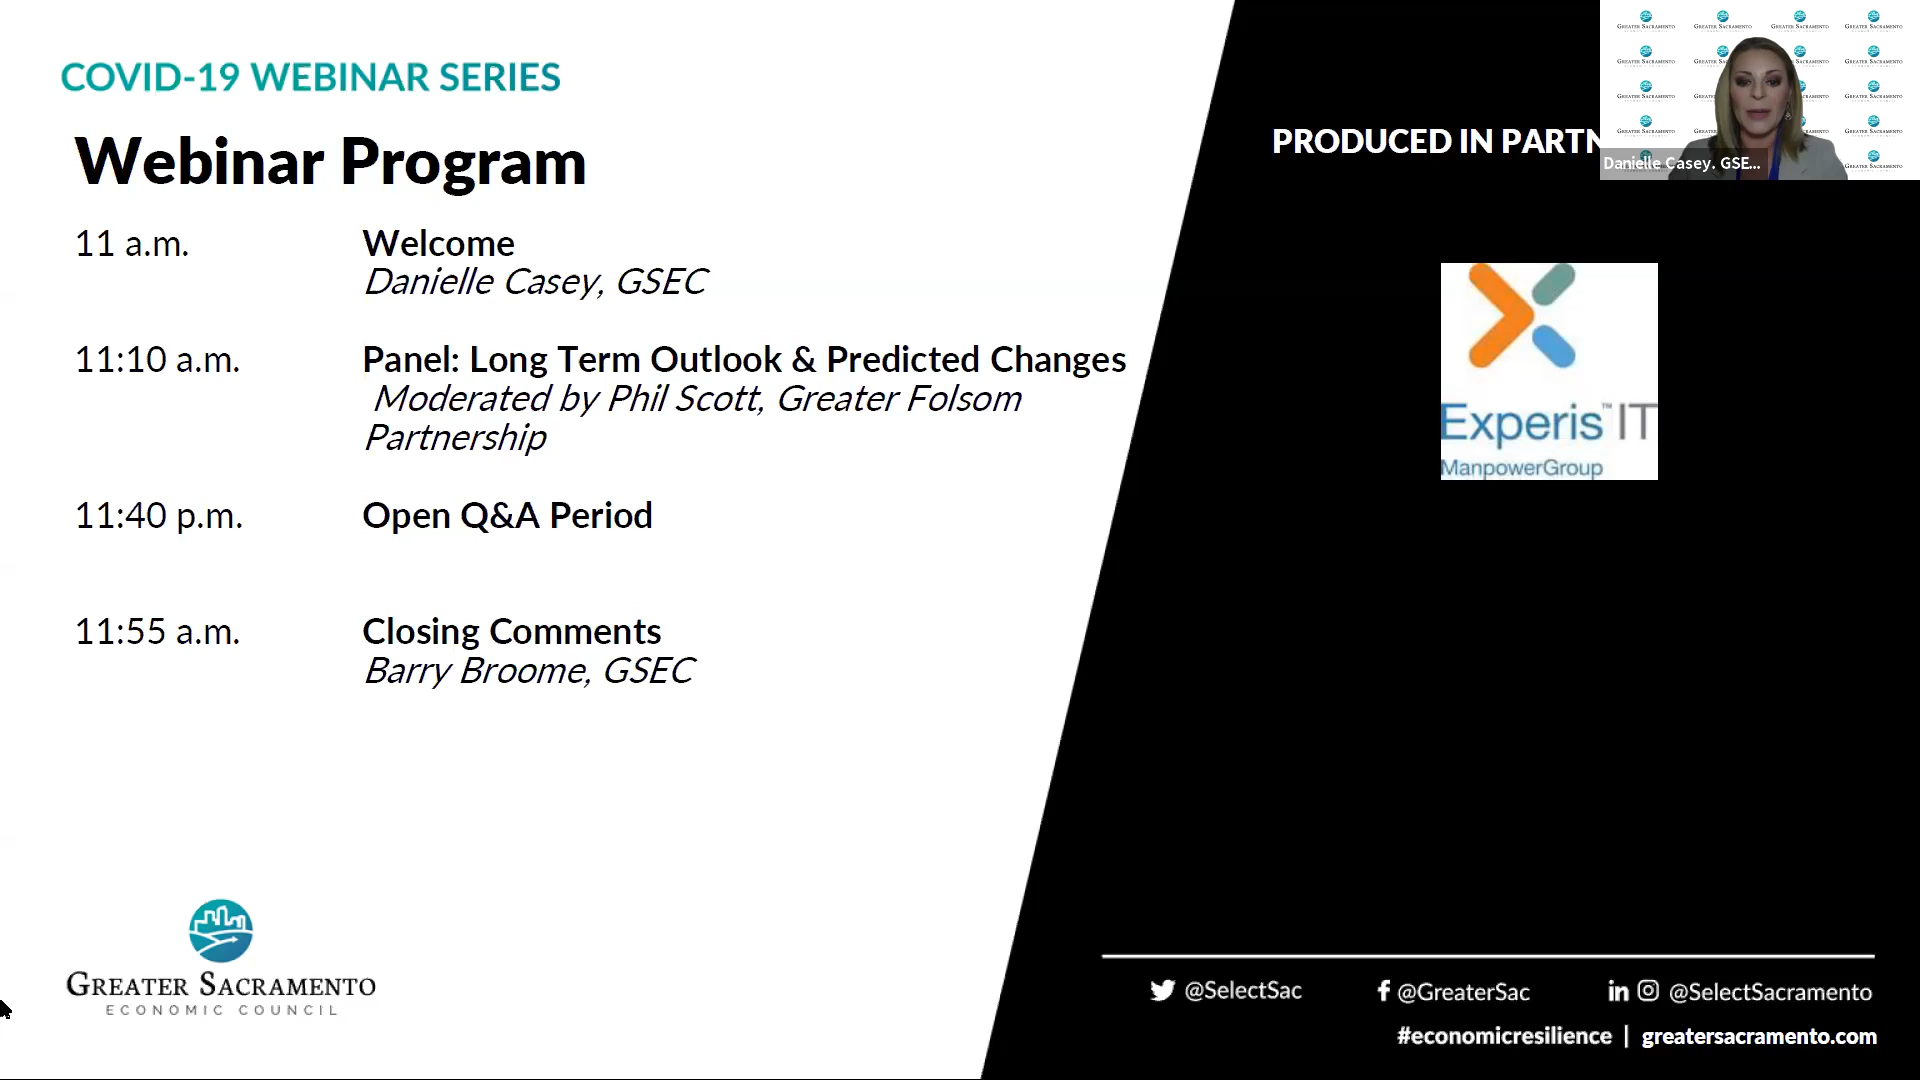 COVID-19 WEBINAR SERIES
Webinar Program
11 a.m. Welcome
Danielle Casey, GSEC
11:10 a.m. Panel: Long Term Outlook & Predicted Changes
Moderated by Phil Scott, Greater Folsom
Partnership
11:40 p.m. Open Q&A Period
11:55 a.m. Closing Comments
Barry Broome, GSEC
GREATER SACRAMENTO
ECONOMIC COUNCIL
PRODUCED IN PARTN
Danielle Casey. GSE...
Experis™ IT
ManpowerGroup
@SelectSac @GreaterSac in @SelectSacramento
#economicresilience | greatersacramento.com